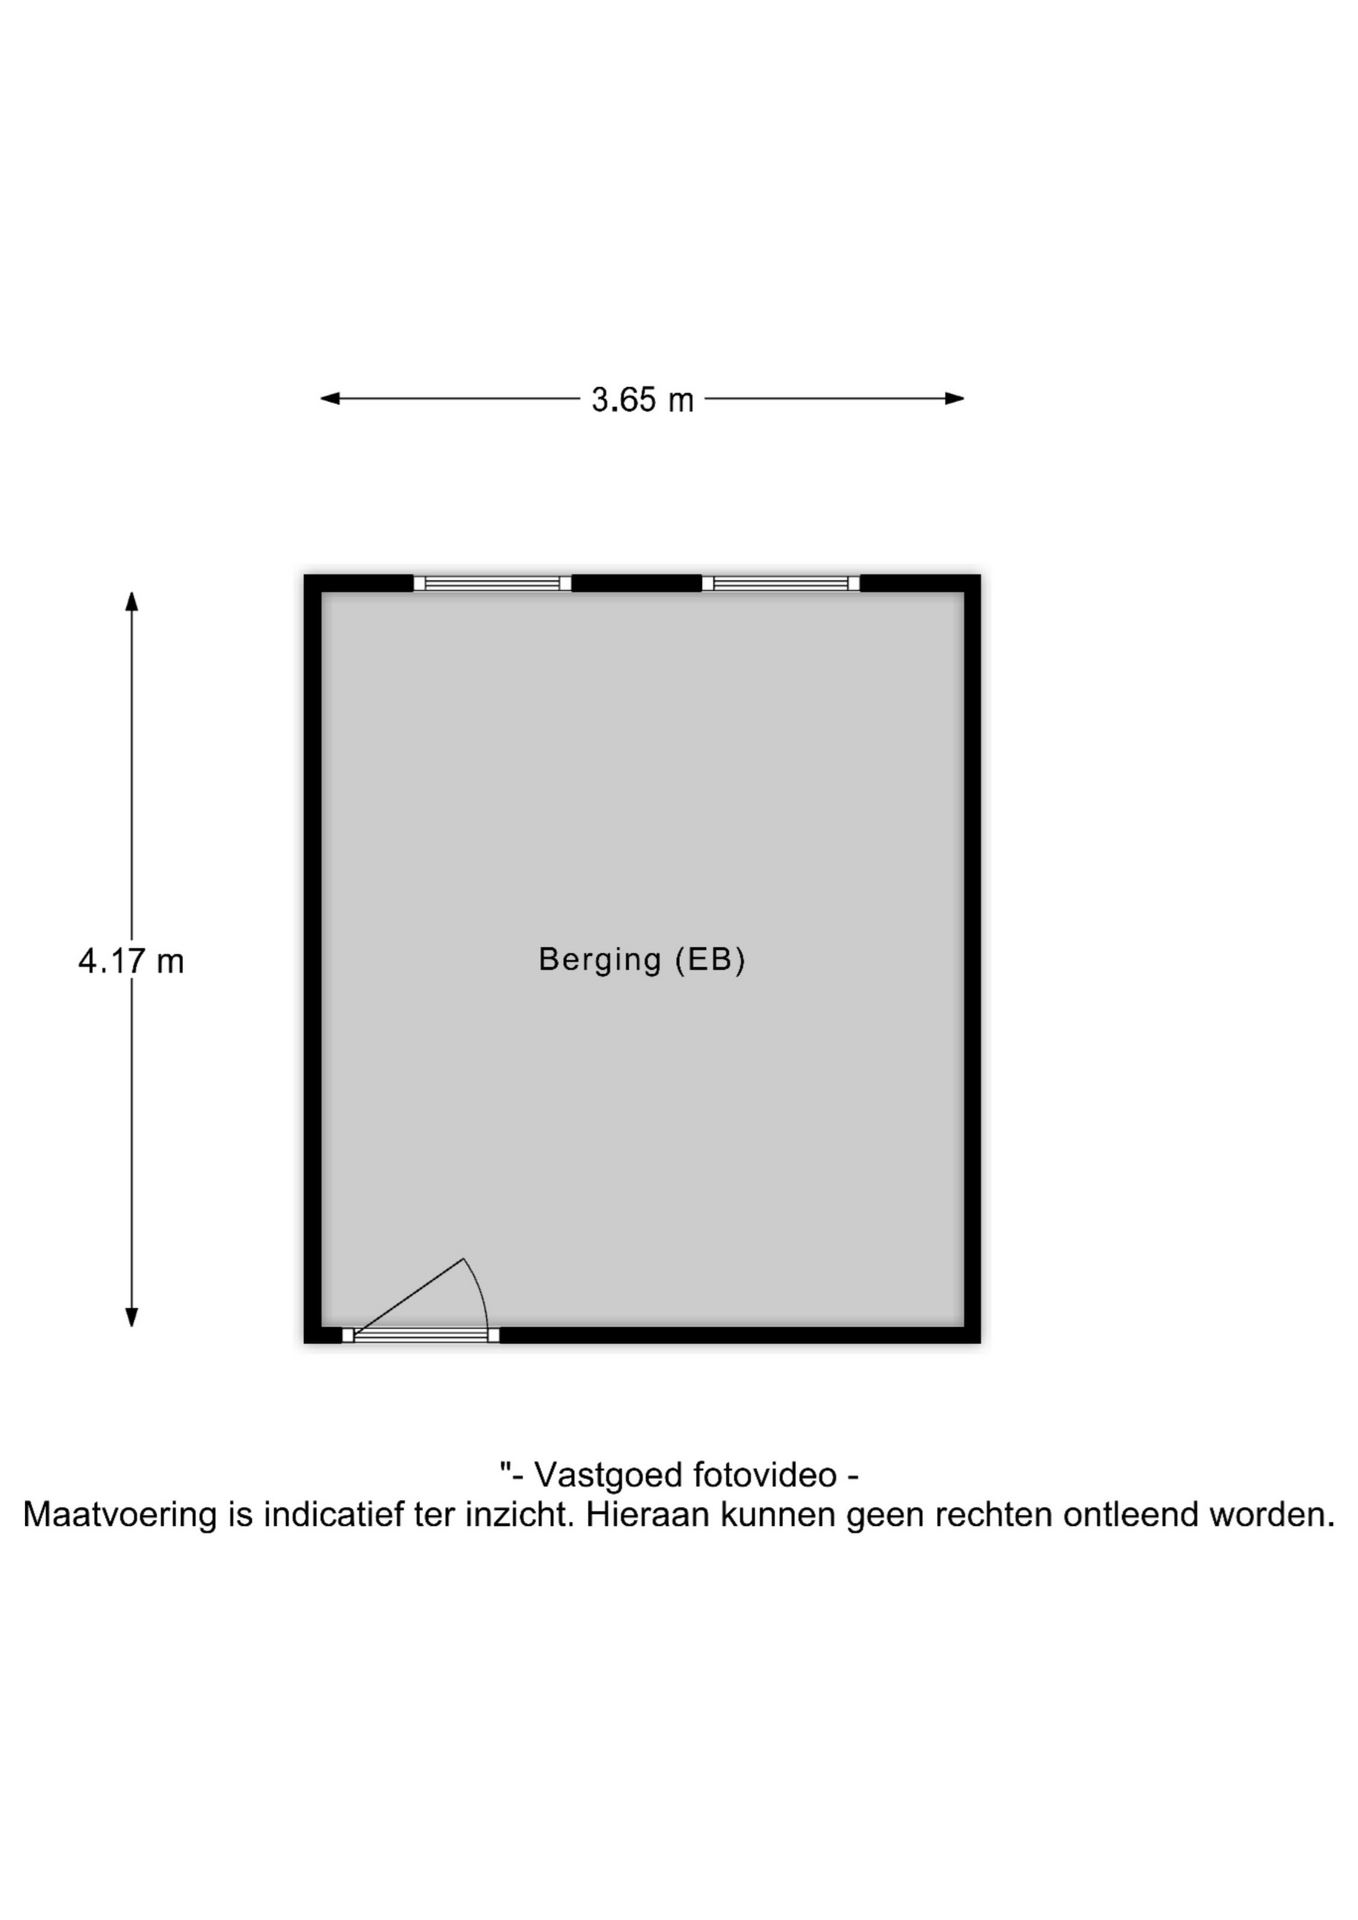 3.65 m
4.17 m
Berging (EB)
"- Vastgoed fotovideo -
Maatvoering is indicatief ter inzicht. Hieraan kunnen geen rechten ontleend worden.